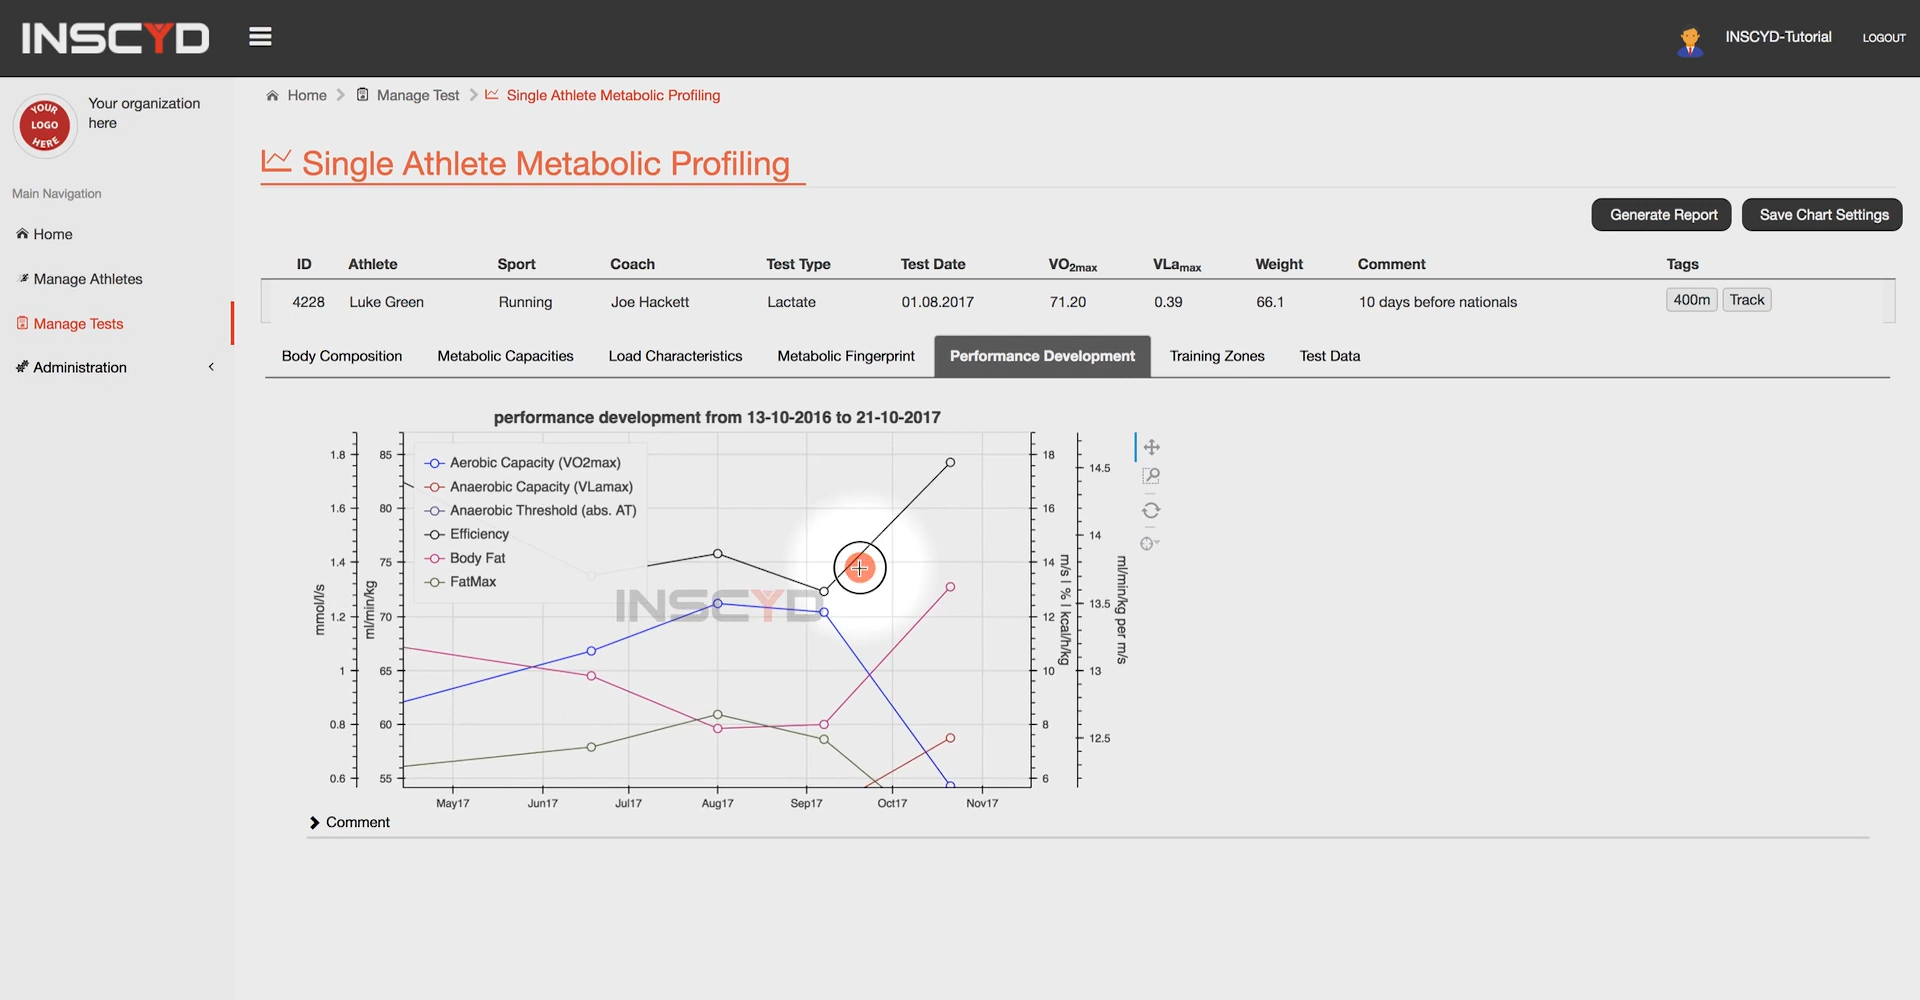 INSCYD
INSCYD-Tutorial
LOGOUT
YOUR
LOGO
HERE
Your organization
here
Home
Manage Test
Single Athlete Metabolic Profiling
Main Navigation
Home
Manage Athletes
Manage Tests
Administration
Single Athlete Metabolic Profiling
Generate Report
Save Chart Settings
ID Athlete Sport Coach Test Type Test Date VO2max VLamax Weight Comment Tags
4228 Luke Green Running Joe Hackett Lactate 01.08.2017 71.20 0.39 66.1 10 days before nationals 400m Track
Body Composition Metabolic Capacities Load Characteristics Metabolic Fingerprint Performance Development Training Zones Test Data
performance development from 13-10-2016 to 21-10-2017
Aerobic Capacity (VO2max)
Anaerobic Capacity (VLamax)
Anaerobic Threshold (abs. AT)
Efficiency
Body Fat
FatMax
INSCYD
mmol/l/s
1.8
1.6
1.4
1.2
1
0.8
0.6
ml/min/kg
85
80
75
70
65
60
55
18
16
14
12
10
8
6
m/s | % | kcal/h/kg
14.5
14
13.5
13
12.5
ml/min/kg per m/s
May17 Jun17 Jul17 Aug17 Sep17 Oct17 Nov17
Comment